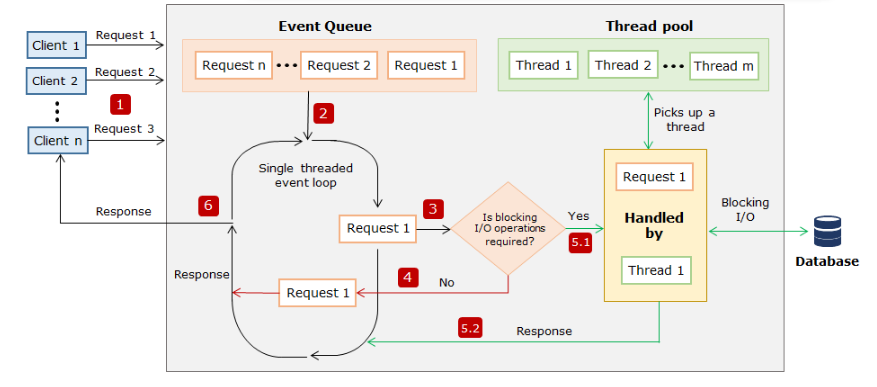 Event Queue
Thread pool
Client 1
Request 1
Request n ••• Request 2 Request 1
Thread 1 Thread 2 ••• Thread m
Client 2
Request 2
1
2
Picks up a
thread
Client n
Request 3
Single threaded
event loop
Request 1
6
Response
3
Request 1
Is blocking
I/O operations
required?
Yes
5.1
Handled
by
Blocking
I/O
Database
Response
4
No
Request 1
Thread 1
5.2
Response